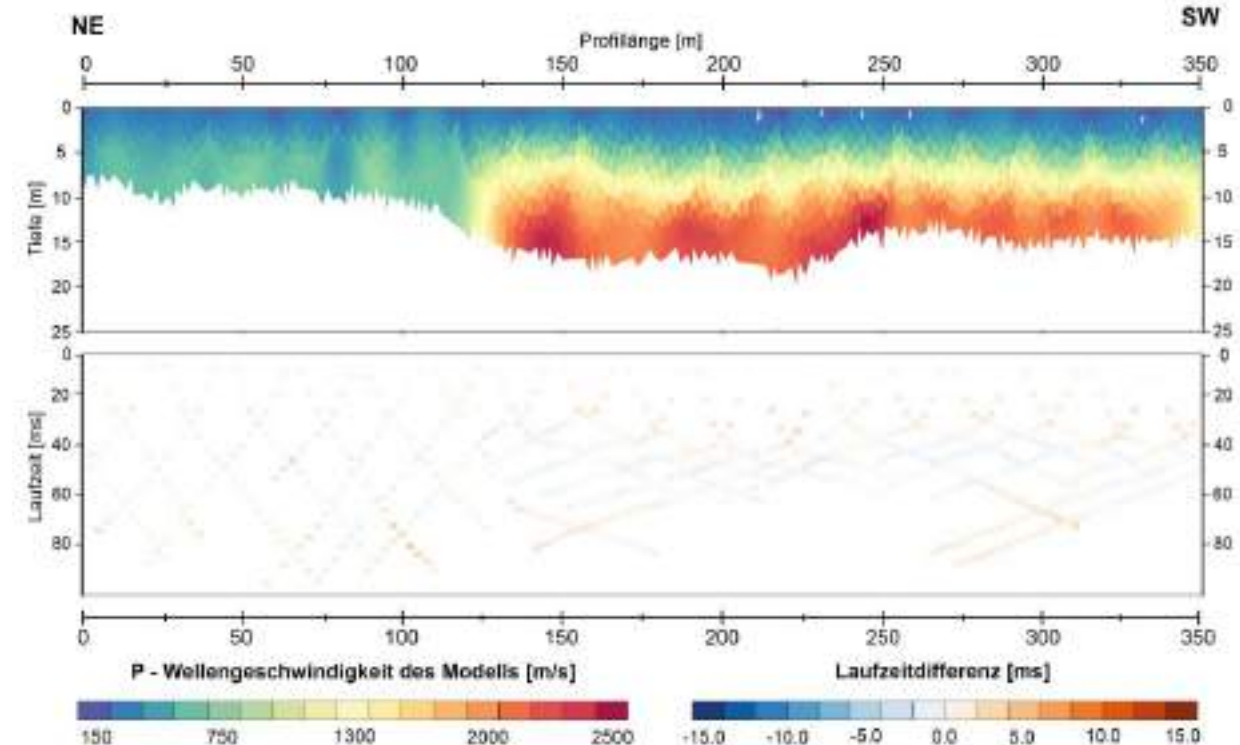 NE SW
Profillänge [m]
0 50 100 150 200 250 300 350
0 0
5 5
Tiefe [m]
10 10
15 15
20 20
25 25
0 0
20 20
Laufzeit [ms]
40 40
60 60
80 80
0 50 100 150 200 250 300 350
P - Wellengeschwindigkeit des Modells [m/s] Laufzeitdifferenz [ms]
150 750 1300 2000 2500 -15.0 -10.0 -5.0 0.0 5.0 10.0 15.0